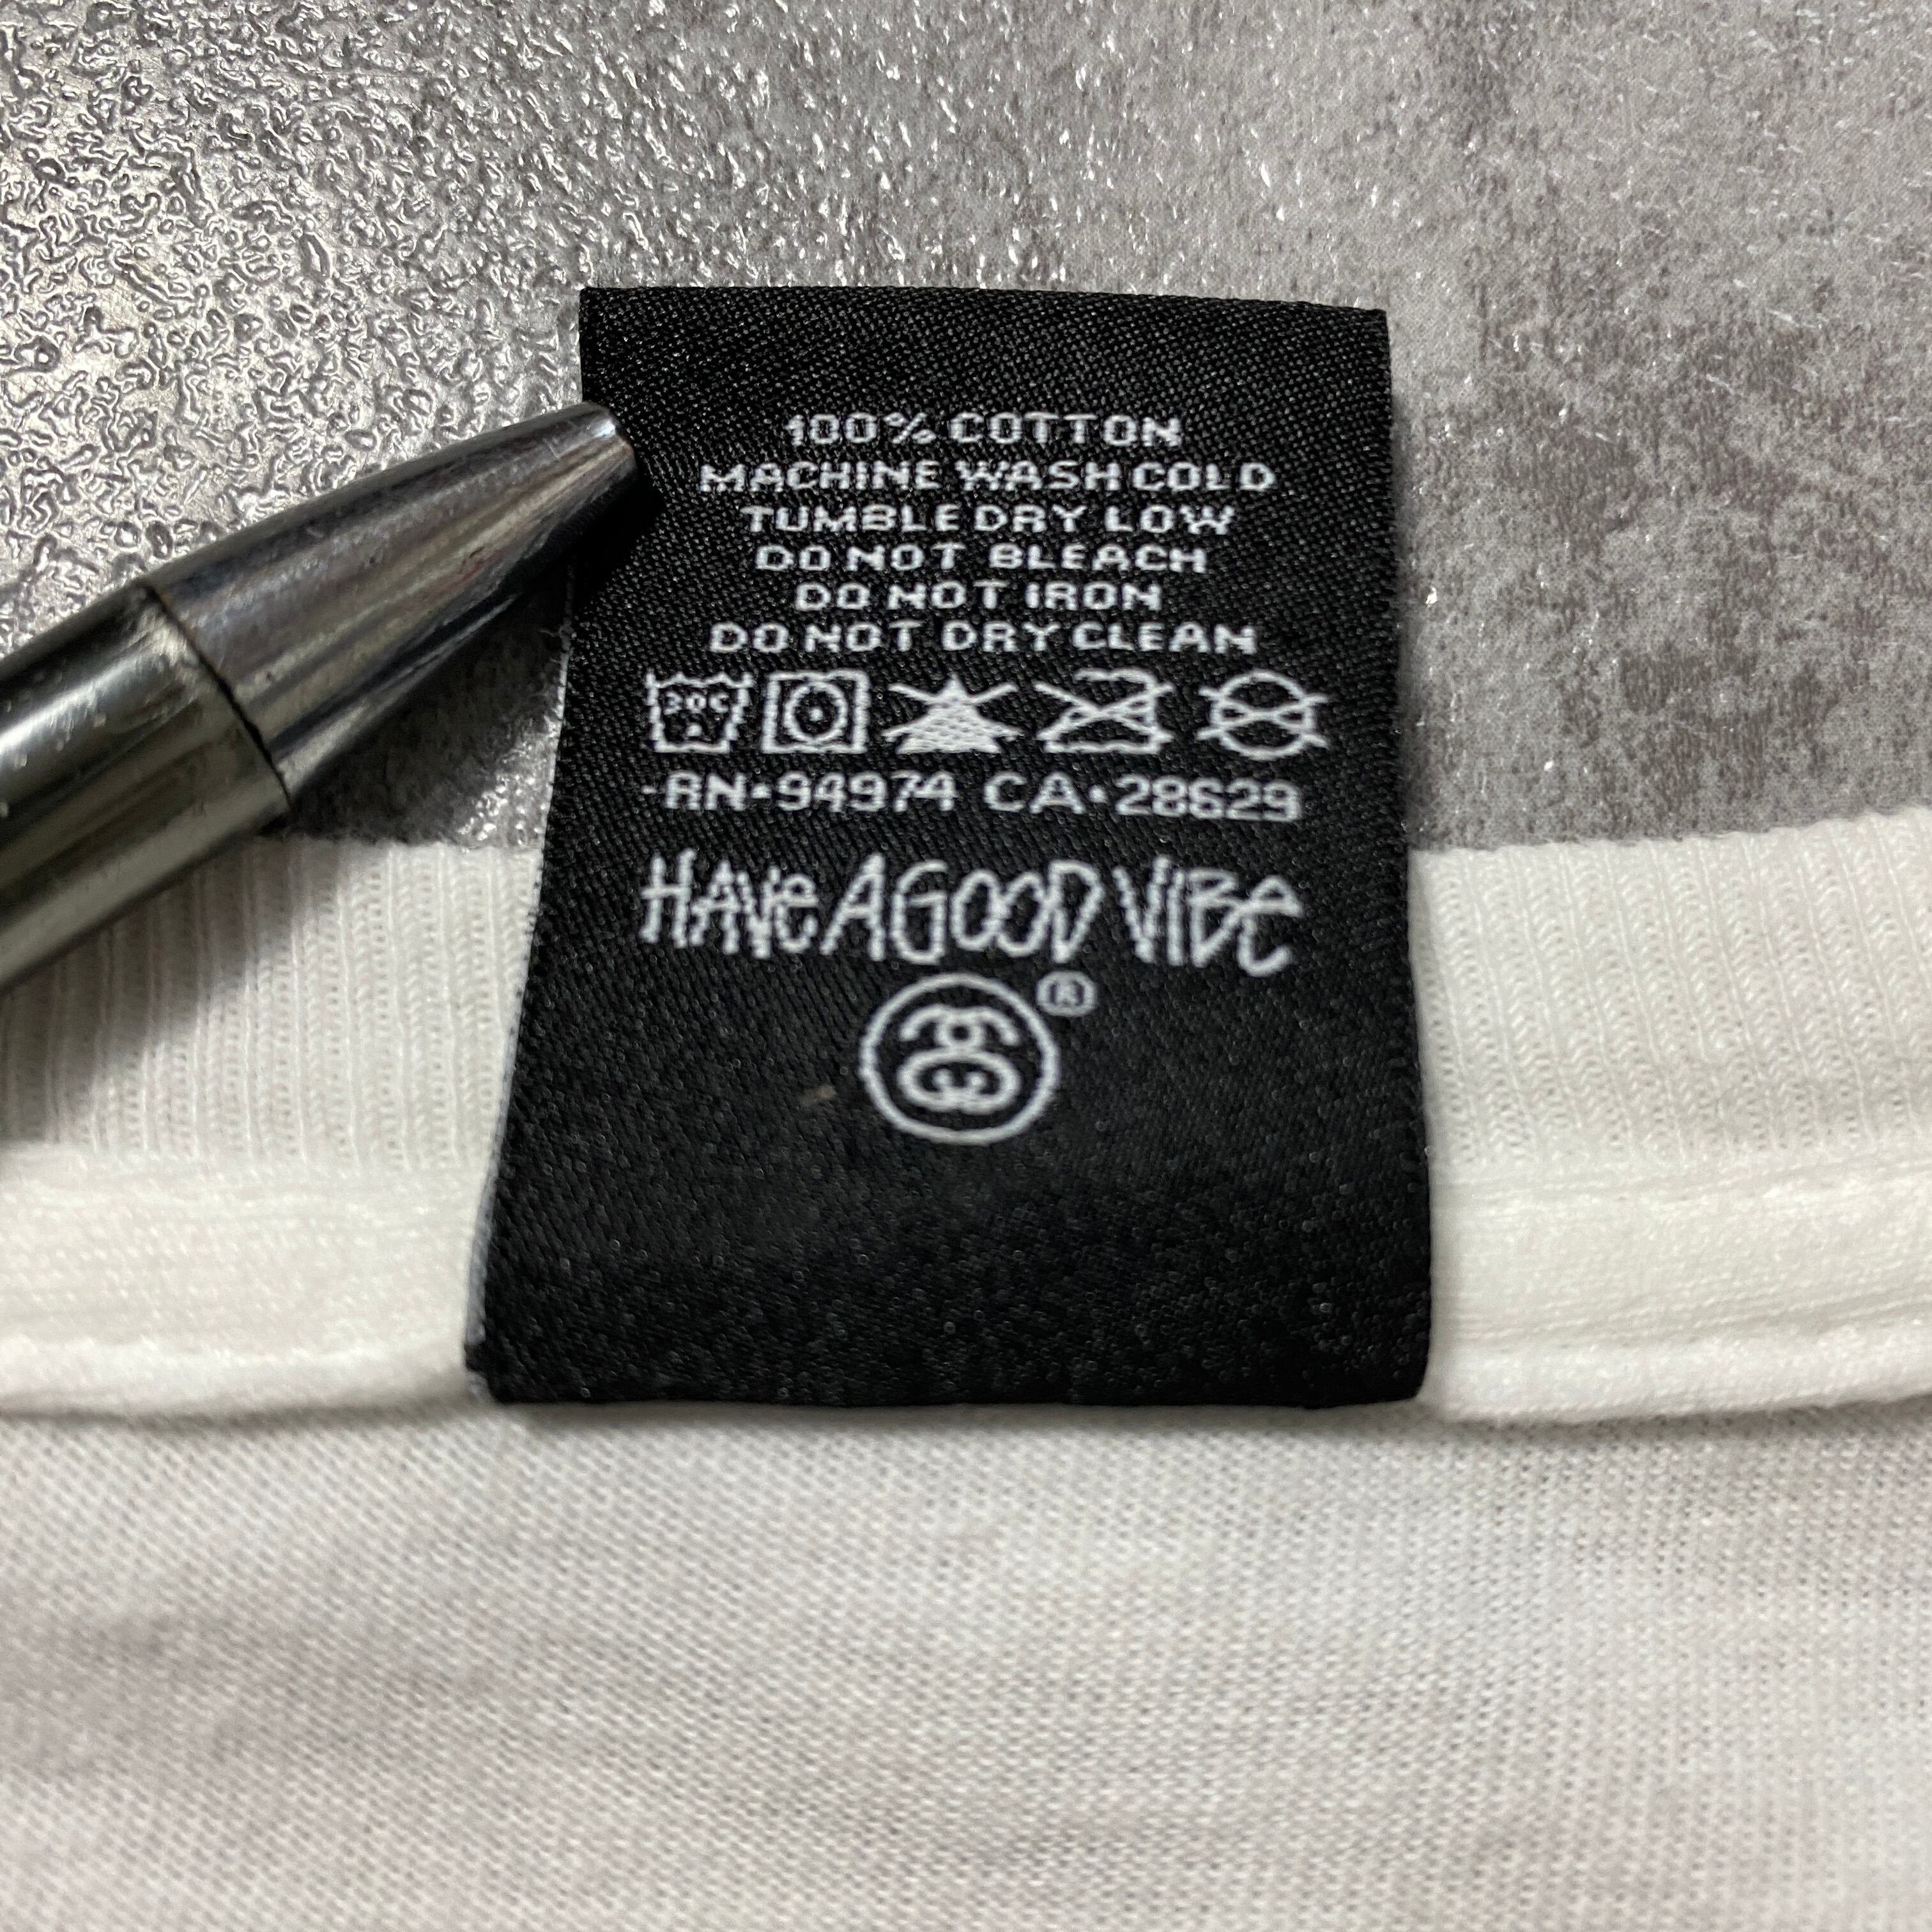 100% COTTON
MACHINE WASH COLD
TUMBLE DRY LOW
DO NOT BLEACH
DO NOT IRON
DO NOT DRY CLEAN
30C
RN•94974 CA•28629
HAVE A GOOD VIBE
®